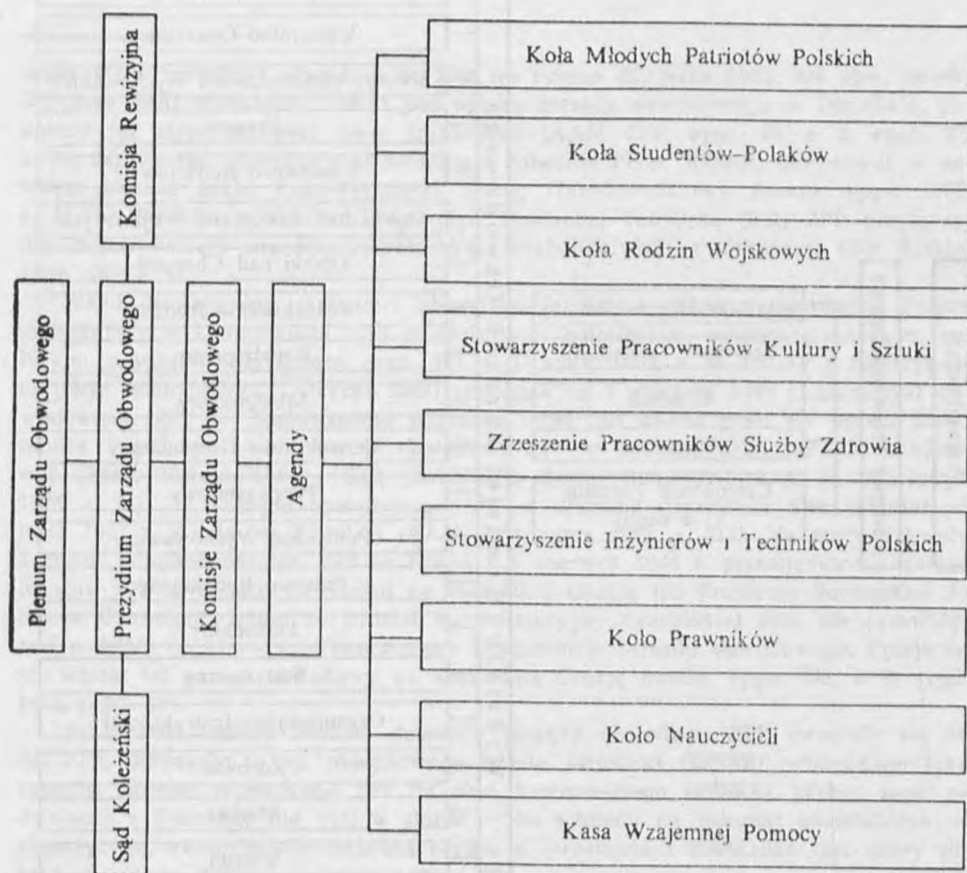 Komisja Rewizyjna
Plenum Zarządu Obwodowego
Prezydium Zarządu Obwodowego
Komisje Zarządu Obwodowego
Agendy
Sąd Koleżeński
Koła Młodych Patriotów Polskich
Koła Studentów-Polaków
Koła Rodzin Wojskowych
Stowarzyszenie Pracowników Kultury i Sztuki
Zrzeszenie Pracowników Służby Zdrowia
Stowarzyszenie Inżynierów i Techników Polskich
Koło Prawników
Koło Nauczycieli
Kasa Wzajemnej Pomocy